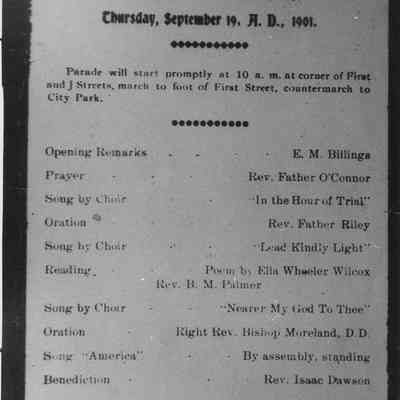 Thursday, September 19, A. D., 1901.
Parade will start promptly at 10 a. m. at corner of First
and J Streets, march to foot of First Street, countermarch to
City Park.
Opening Remarks - - - E. M. Billings
Prayer - - Rev. Father O'Connor
Song by Choir - - "In the Hour of Trial"
Oration - - Rev. Father Riley
Song by Choir - - "Lead Kindly Light"
Reading, - Poem by Ella Wheeler Wilcox
Rev. B. M. Palmer
Song by Choir - - "Nearer My God To Thee"
Oration - Right Rev. Bishop Moreland, D.D.
Song "America" - - By assembly, standing
Benediction - - - Rev. Isaac Dawson